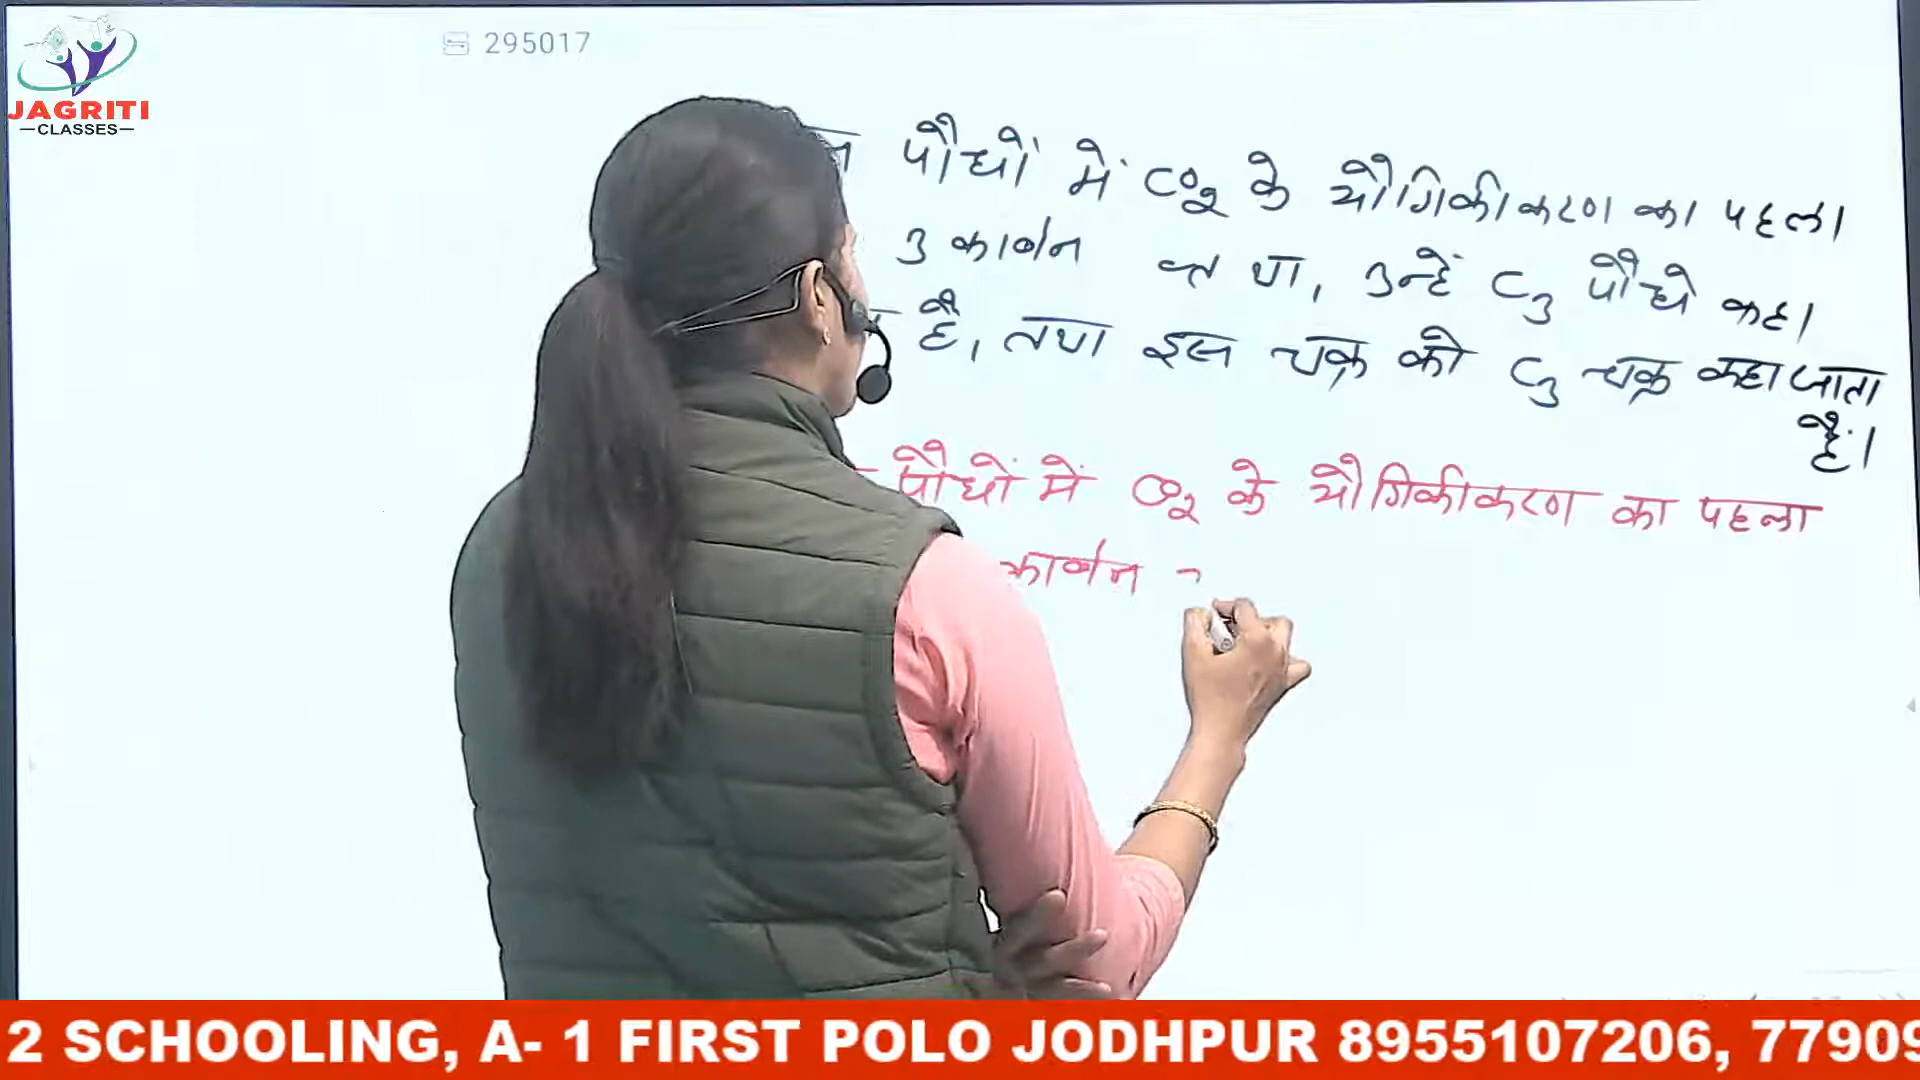 JAGRITI
CLASSES
295017
पौधों में CO2 के यौगिकीकरण का पहला
3 कार्बन का था, उन्हें C3 पौधे कहा
है, तथा इस चक्र को C3 चक्र कहा जाता
है।
पौधों में CO2 के यौगिकीकरण का पहला
कार्बन
2 SCHOOLING, A- 1 FIRST POLO JODHPUR 8955107206, 77909